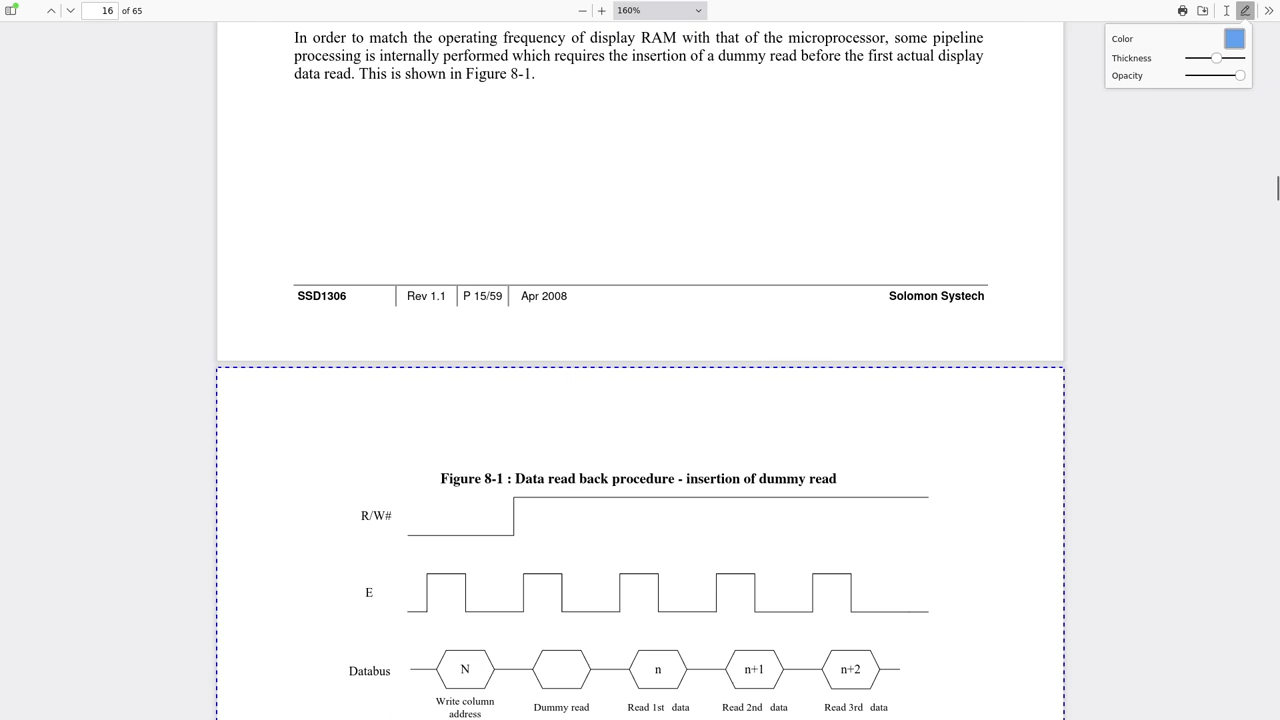 16 of 65
160%
Color
Thickness
Opacity
In order to match the operating frequency of display RAM with that of the microprocessor, some pipeline
processing is internally performed which requires the insertion of a dummy read before the first actual display
data read. This is shown in Figure 8-1.
SSD1306 Rev 1.1 P 15/59 Apr 2008 Solomon Systech
Figure 8-1 : Data read back procedure - insertion of dummy read
R/W#
E
Databus N n n+1 n+2
Write column
address
Dummy read Read 1st data Read 2nd data Read 3rd data